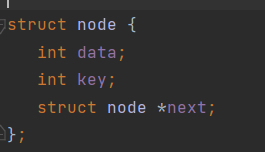 struct node {
int data;
int key;
struct node *next;
};